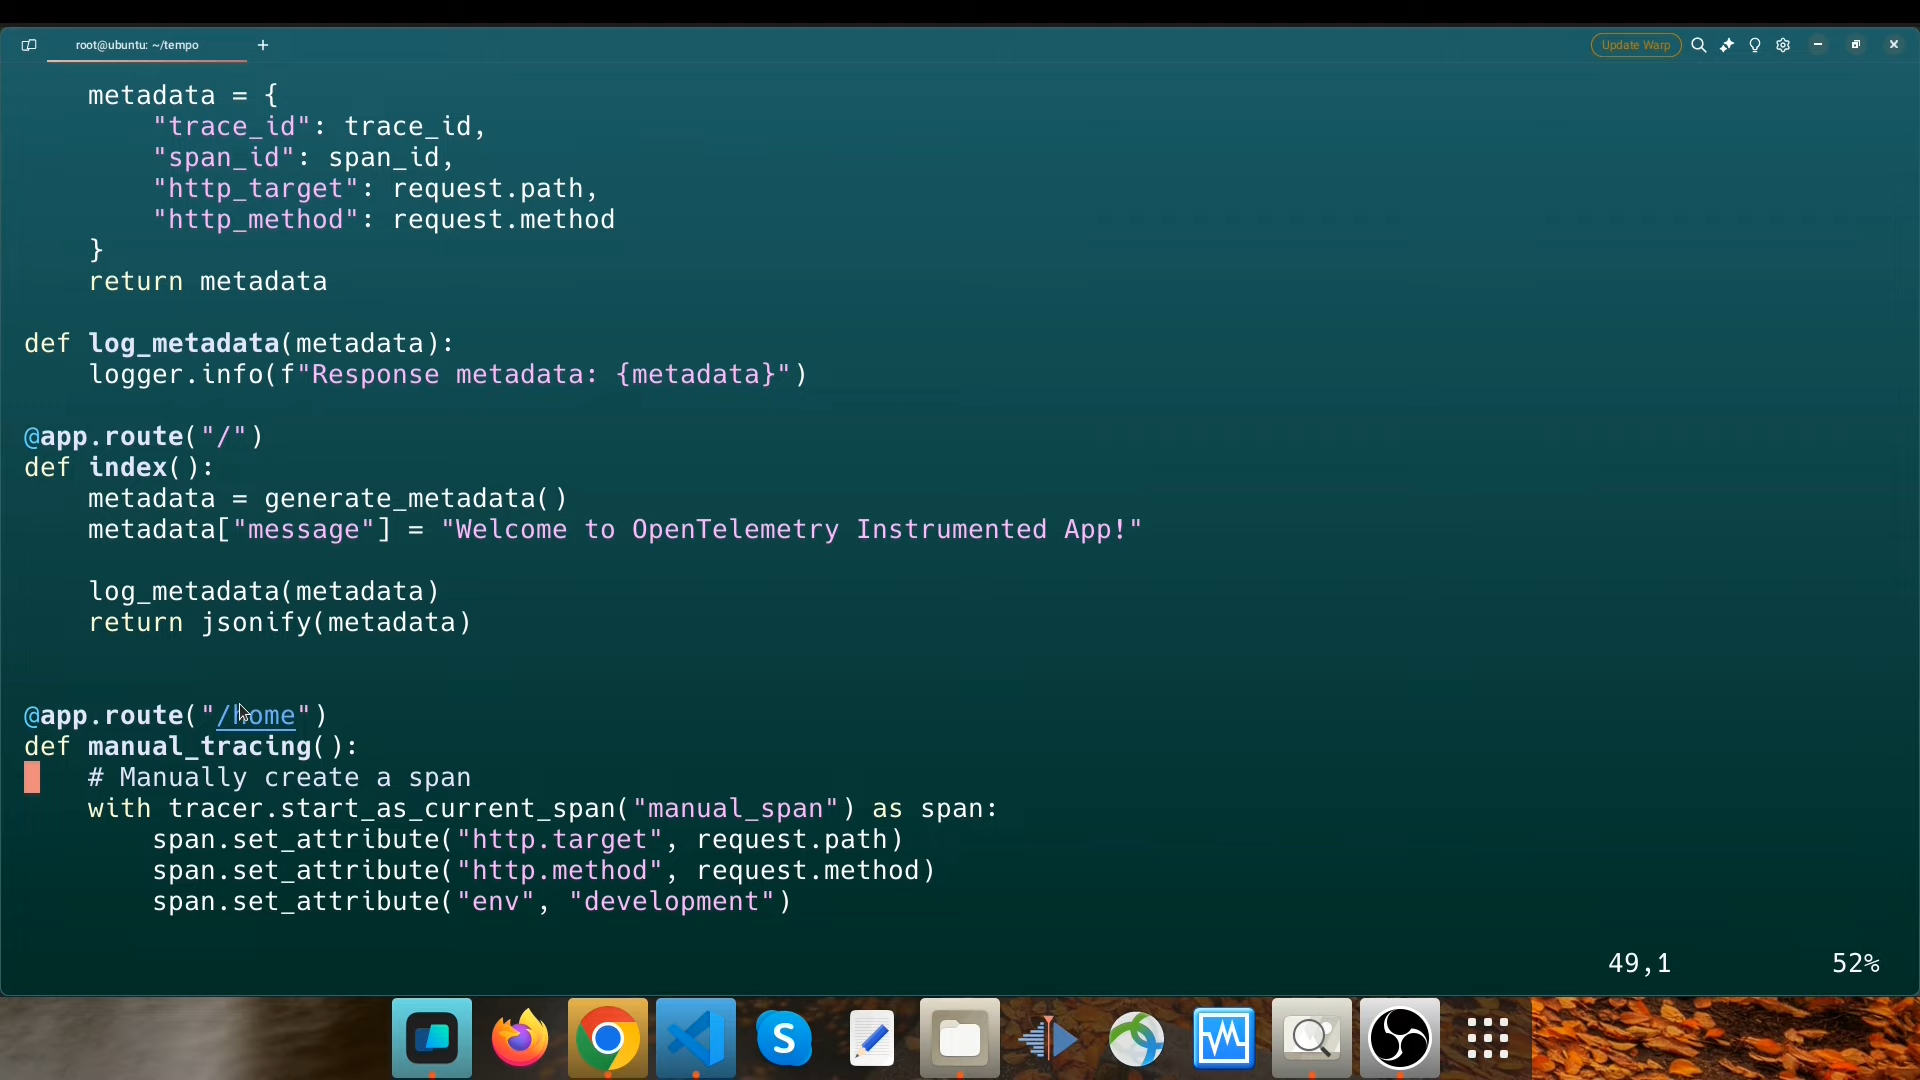 root@ubuntu: ~/tempo
+
Update Warp
metadata = {
"trace_id": trace_id,
"span_id": span_id,
"http_target": request.path,
"http_method": request.method
}
return metadata
def log_metadata(metadata):
logger.info(f"Response metadata: {metadata}")
@app.route("/")
def index():
metadata = generate_metadata()
metadata["message"] = "Welcome to OpenTelemetry Instrumented App!"
log_metadata(metadata)
return jsonify(metadata)
@app.route("/home")
def manual_tracing():
# Manually create a span
with tracer.start_as_current_span("manual_span") as span:
span.set_attribute("http.target", request.path)
span.set_attribute("http.method", request.method)
span.set_attribute("env", "development")
49,1 52%